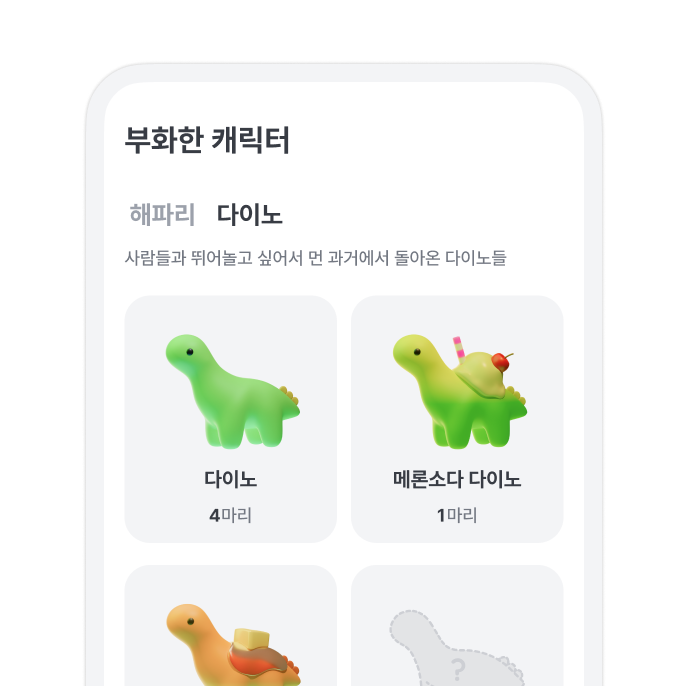 부화한 캐릭터
해파리 다이노
사람들과 뛰어놀고 싶어서 먼 과거에서 돌아온 다이노들
다이노 메론소다 다이노
4마리 1마리
?